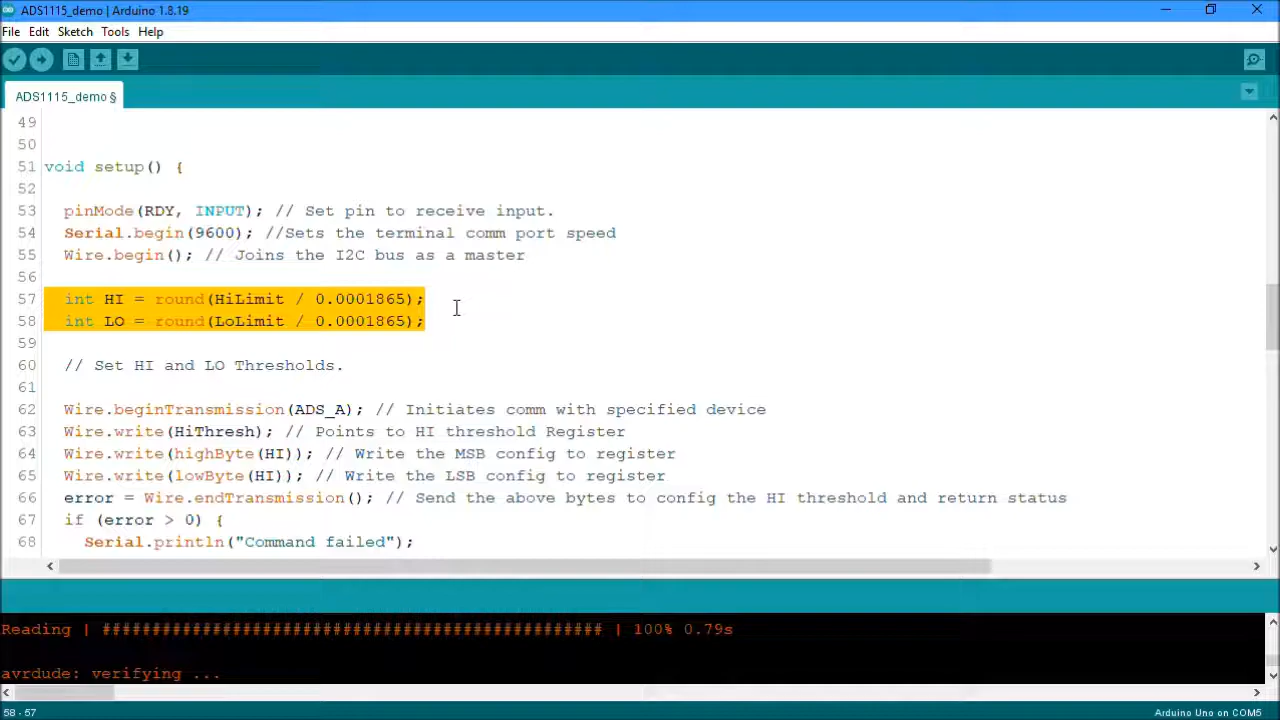 ADS1115_demo | Arduino 1.8.19
File Edit Sketch Tools Help
ADS1115_demo §
49
50
51 void setup() {
52
53 pinMode(RDY, INPUT); // Set pin to receive input.
54 Serial.begin(9600); //Sets the terminal comm port speed
55 Wire.begin(); // Joins the I2C bus as a master
56
57 int HI = round(HiLimit / 0.0001865);
58 int LO = round(LoLimit / 0.0001865);
59
60 // Set HI and LO Thresholds.
61
62 Wire.beginTransmission(ADS_A); // Initiates comm with specified device
63 Wire.write(HiThresh); // Points to HI threshold Register
64 Wire.write(highByte(HI)); // Write the MSB config to register
65 Wire.write(lowByte(HI)); // Write the LSB config to register
66 error = Wire.endTransmission(); // Send the above bytes to config the HI threshold and return status
67 if (error > 0) {
68 Serial.println("Command failed");
Reading | ################################################## | 100% 0.79s
avrdude: verifying ...
58 - 57
Arduino Uno on COM5